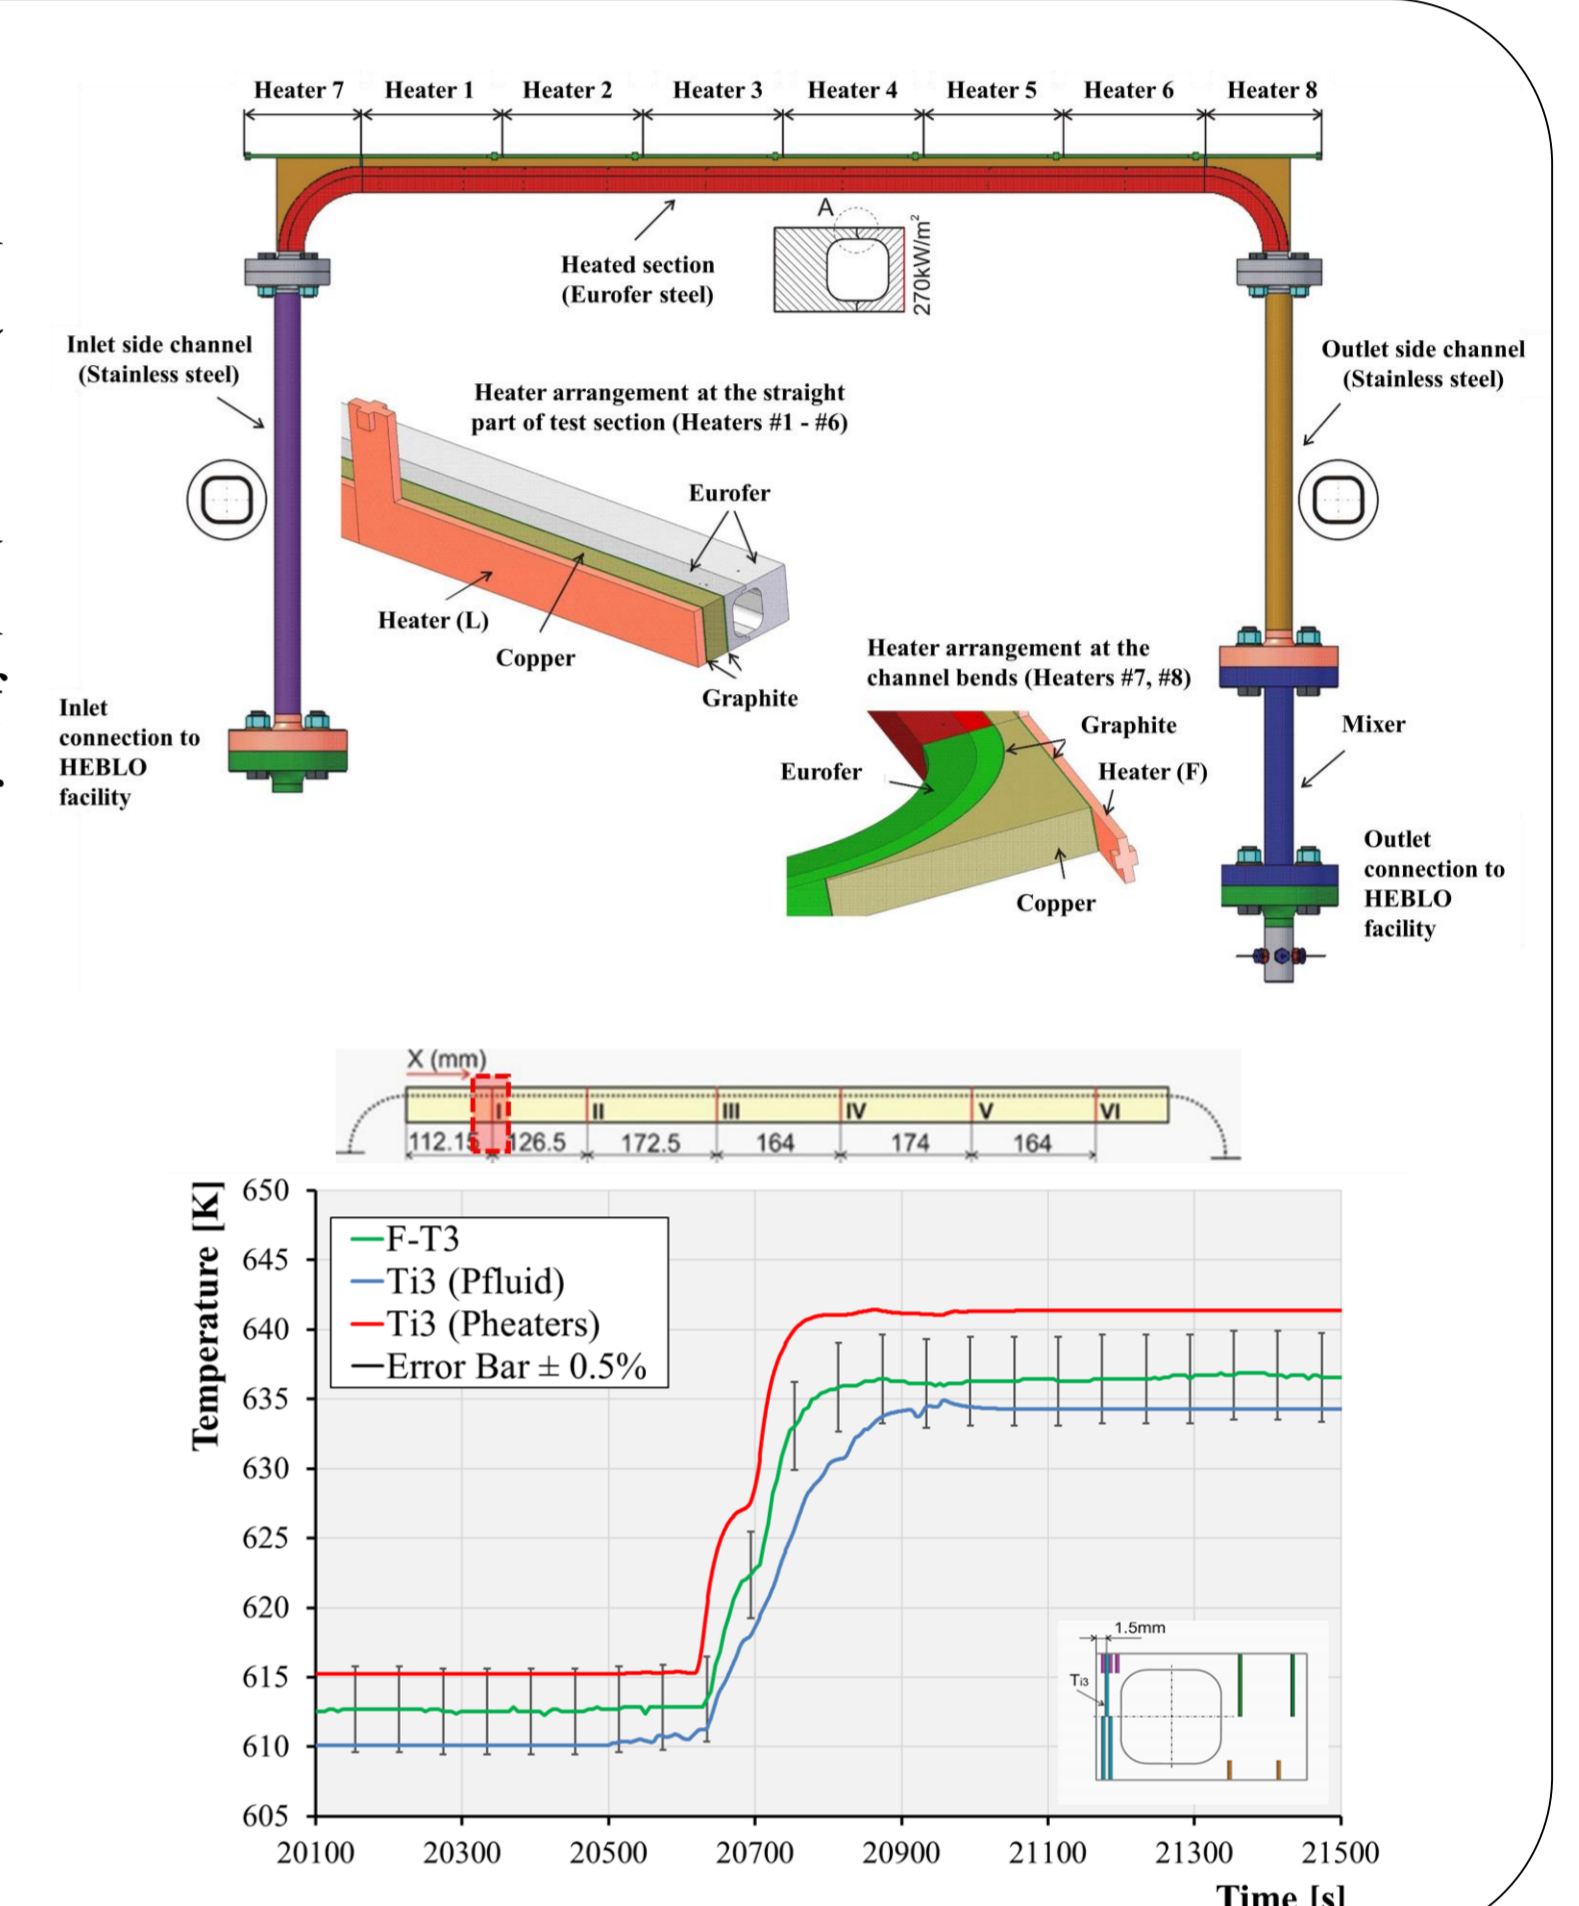 Heater 7 Heater 1 Heater 2 Heater 3 Heater 4 Heater 5 Heater 6 Heater 8
A
270kW/m²
Heated section
(Eurofer steel)
Inlet side channel
(Stainless steel)
Outlet side channel
(Stainless steel)
Heater arrangement at the straight
part of test section (Heaters #1 - #6)
Eurofer
Heater (L)
Copper
Graphite
Heater arrangement at the
channel bends (Heaters #7, #8)
Graphite
Eurofer
Heater (F)
Copper
Inlet
connection to
HEBLO
facility
Mixer
Outlet
connection to
HEBLO
facility
X (mm)
I II III IV V VI
112.15 126.5 172.5 164 174 164
Temperature [K]
650
645
640
635
630
625
620
615
610
605
F-T3
Ti3 (Pfluid)
Ti3 (Pheaters)
Error Bar ± 0.5%
1.5mm
Ti3
20100 20300 20500 20700 20900 21100 21300 21500
Time [s]